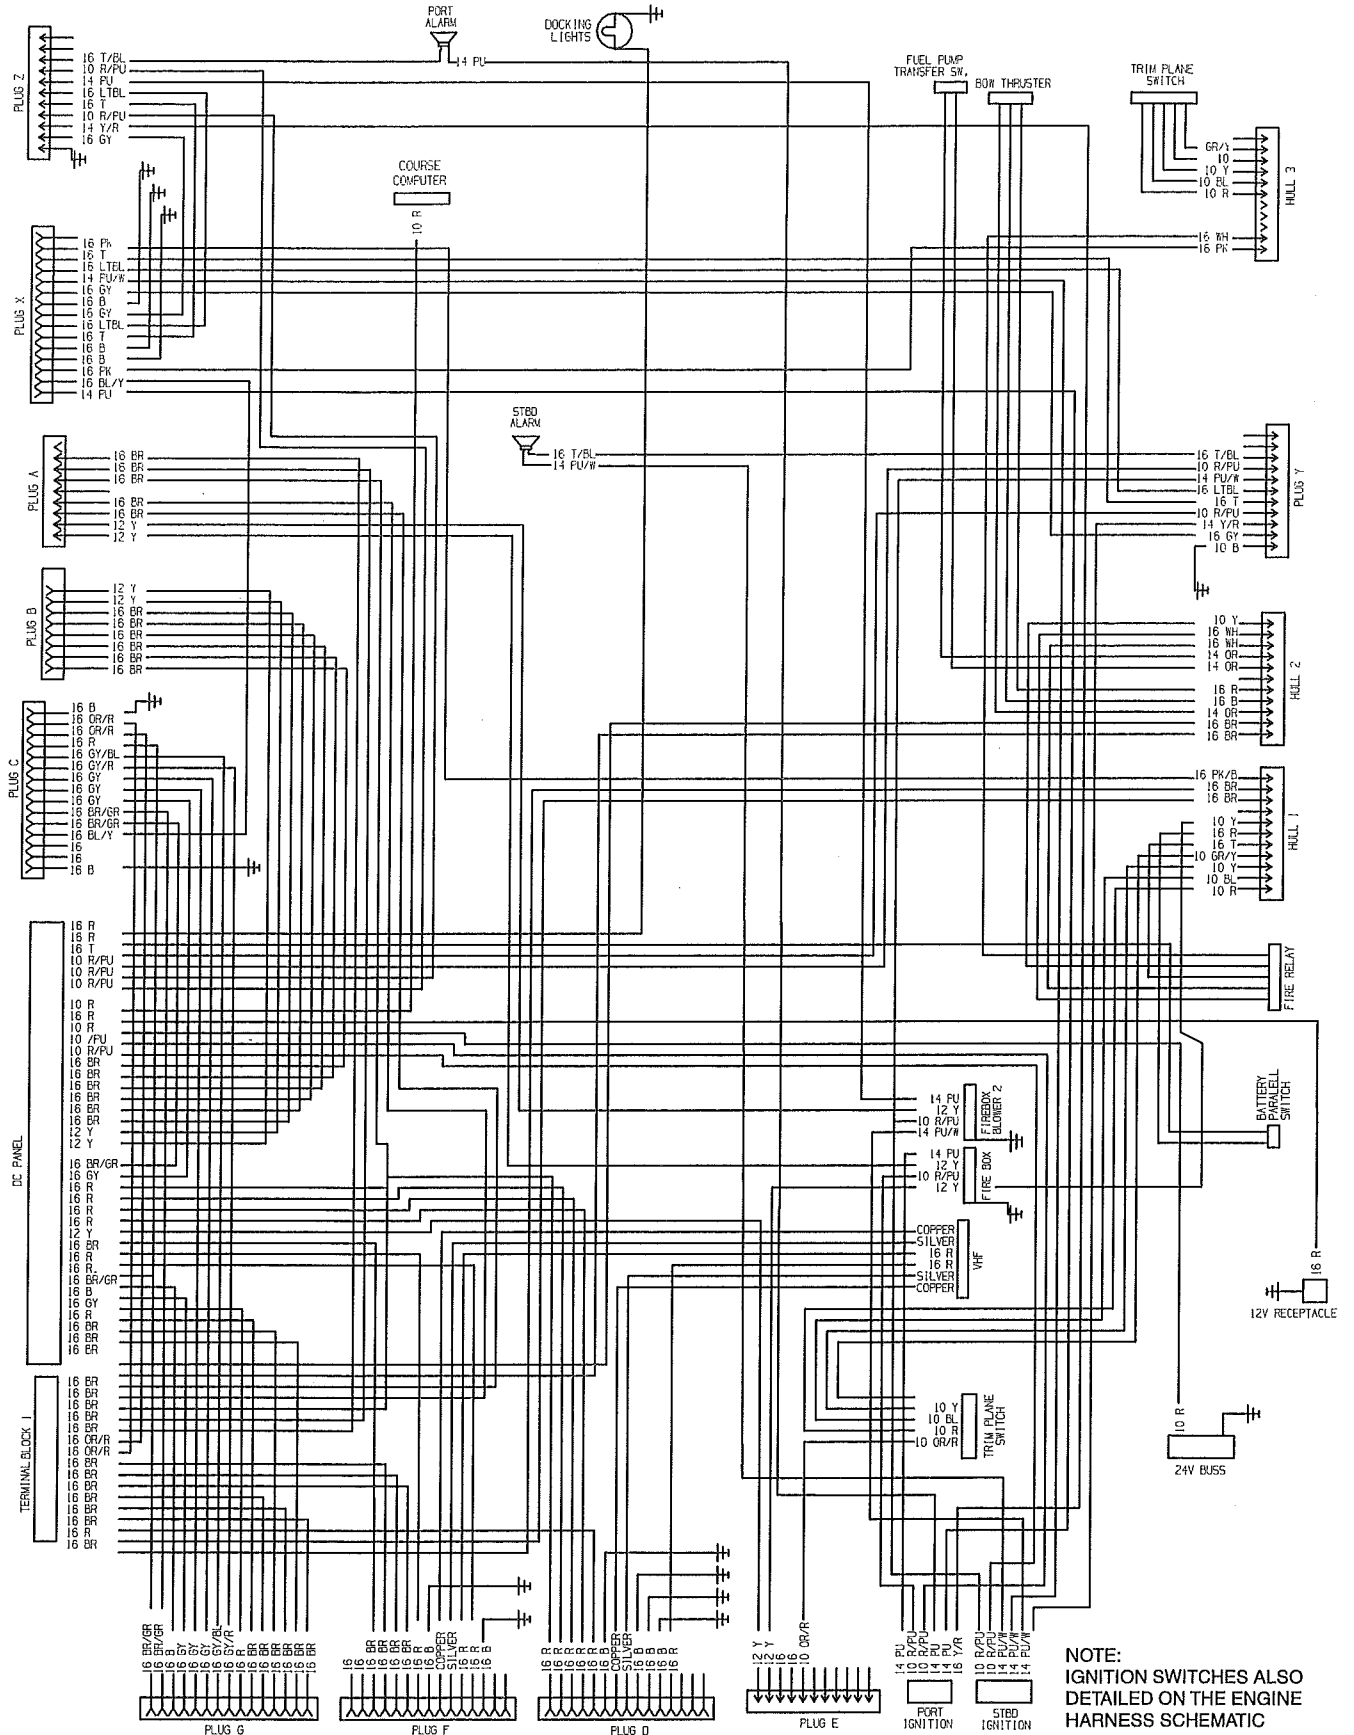 PORT
ALARM
DOCKING
LIGHTS
14 PU
FUEL PUMP
TRANSFER SW.
BOW THRUSTER
TRIM PLANE
SWITCH
PLUG Z
16 T/BL
10 R/PU
14 PU
16 LTBL
16 T
10 R/PU
14 Y/R
16 GY
COURSE
COMPUTER
10 R
GR/Y
10
10 Y
10 BL
10 R
16 WH
16 PK
HULL 3
PLUG X
16 PK
16 T
16 LTBL
14 PU/W
16 GY
16 B
16 GY
16 LTBL
16 T
16 B
16 B
16 PK
16 BL/Y
14 PU
STBD
ALARM
16 T/BL
14 PU/W
PLUG A
16 BR
16 BR
16 BR
16 BR
16 BR
12 Y
12 Y
16 T/BL
10 R/PU
14 PU/W
16 LTBL
16 T
10 R/PU
14 Y/R
16 GY
10 B
PLUG Y
PLUG B
12 Y
12 Y
16 BR
16 BR
16 BR
16 BR
16 BR
16 BR
10 Y
16 WH
16 WH
14 OR
14 OR
16 R
16 B
14 OR
16 BR
16 BR
HULL 2
PLUG C
16 B
16 OR/R
16 OR/R
16 R
16 GY/BL
16 GY/R
16 GY
16 GY
16 GY
16 BR/GR
16 BR/GR
16 BL/Y
16
16
16 B
16 PK/B
16 BR
16 BR
10 Y
16 R
16 T
10 GR/Y
10 Y
10 BL
10 R
HULL 1
DC PANEL
16 R
16 R
16 T
10 R/PU
10 R/PU
10 R/PU
10 R
16 R
10 R
10 /PU
10 R/PU
16 BR
16 BR
16 BR
16 BR
16 BR
16 BR
12 Y
12 Y
16 BR/GR
16 GY
16 R
16 R
16 R
16 R
12 Y
16 BR
16 R
16 R.
16 BR/GR
16 B
16 GY
16 R
16 BR
16 BR
16 BR
FIRE RELAY
BATTERY
PARALELL
SWITCH
14 PU
12 Y
10 R/PU
14 PU/W
FIREBOX
BLOWER 2
14 PU
12 Y
10 R/PU
12 Y
FIRE BOX
COPPER
SILVER
16 R
16 R
SILVER
COPPER
VHF
16 R
12V RECEPTACLE
TERMINAL BLOCK 1
16 BR
16 BR
16 BR
16 BR
16 BR
16 OR/R
16 OR/R
16 BR
16 BR
16 BR
16 BR
16 BR
16 BR
16 R
16 BR
10 Y
10 BL
10 R
10 OR/R
TRIM PLANE
SWITCH
10 R
24V BUSS
16 BR/GR
16 BR/GR
16 B
16 GY
16 GY
16 GY
16 GY/BL
16 GY/R
16 R
16 BR
16 BR
16 BR
16 BR
16 BR
16 BR
PLUG G
16
16
16 BR
16 BR
16 BR
16 BR
16 R
16 B
COPPER
SILVER
16 R
16 R
16 B
PLUG F
16 R
16 R
16 R
16 R
16 R
16 B
COPPER
SILVER
16 B
16 B
16 B
16 R
PLUG D
12 Y
12 Y
16
16
10 OR/R
PLUG E
14 PU
10 R/PU
10 R/PU
14 PU
14 PU
16 Y/R
PORT
IGNITION
10 R/PU
10 R/PU
14 PU/W
14 PU/W
14 PU/W
STBD
IGNITION
NOTE:
IGNITION SWITCHES ALSO
DETAILED ON THE ENGINE
HARNESS SCHEMATIC